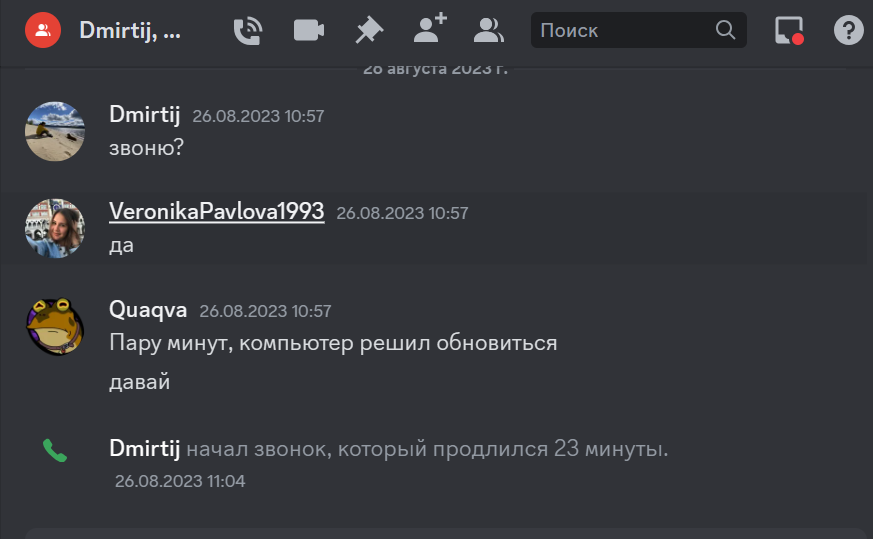 Dmirtij, ...
Поиск
26 августа 2023 г.
Dmirtij 26.08.2023 10:57
звоню?
VeronikaPavlova1993 26.08.2023 10:57
да
Quaqva 26.08.2023 10:57
Пару минут, компьютер решил обновиться
давай
Dmirtij начал звонок, который продлился 23 минуты.
26.08.2023 11:04